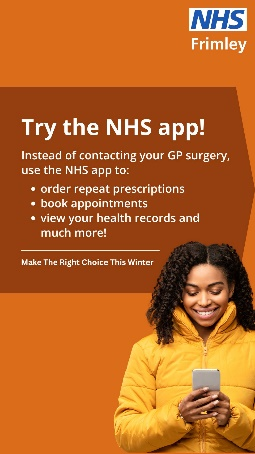 NHS
Frimley
Try the NHS app!
Instead of contacting your GP surgery,
use the NHS app to:
• order repeat prescriptions
• book appointments
• view your health records and
much more!
Make The Right Choice This Winter